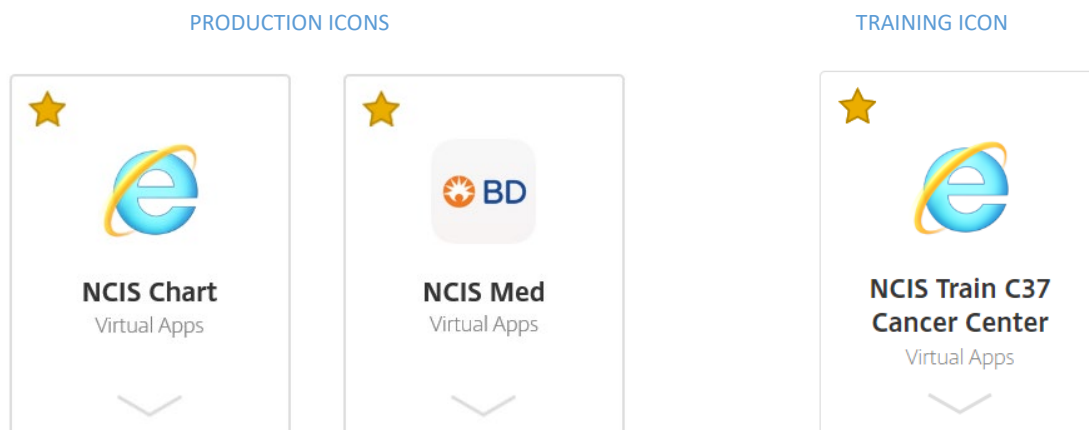 PRODUCTION ICONS
TRAINING ICON
NCIS Chart
Virtual Apps
BD
NCIS Med
Virtual Apps
NCIS Train C37
Cancer Center
Virtual Apps